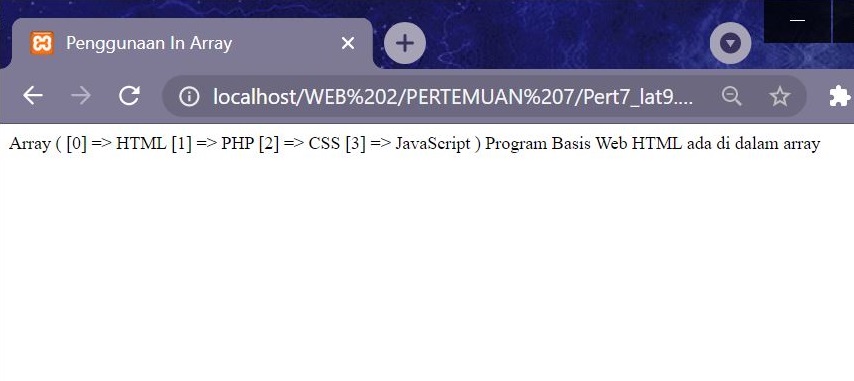 Penggunaan In Array
localhost/WEB%202/PERTEMUAN%207/Pert7_lat9....
Array ( [0] => HTML [1] => PHP [2] => CSS [3] => JavaScript ) Program Basis Web HTML ada di dalam array